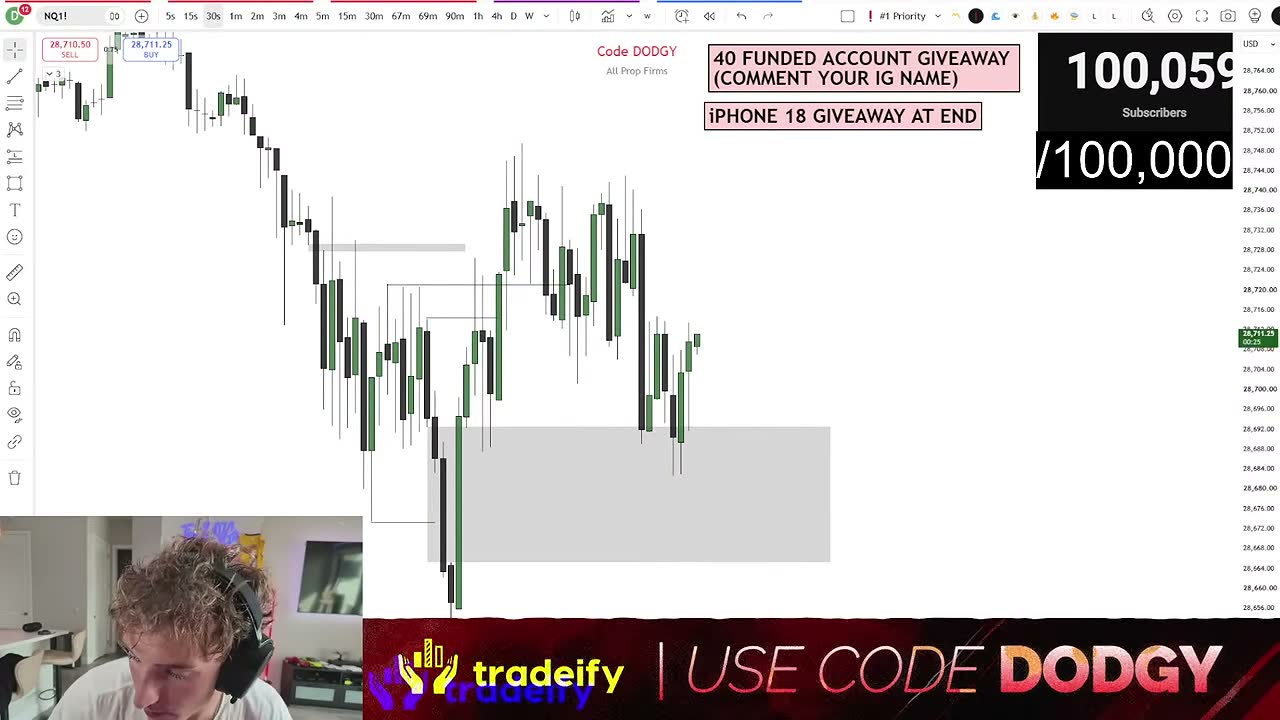 D
12
NQ1!
5s
15s
30s
1m
2m
3m
4m
5m
15m
30m
67m
69m
90m
1h
4h
D
W
w
#1 Priority
L
L
28,710.50
SELL
0.75
28,711.25
BUY
3
Code DODGY
All Prop Firms
40 FUNDED ACCOUNT GIVEAWAY
(COMMENT YOUR IG NAME)
iPHONE 18 GIVEAWAY AT END
100,059
Subscribers
/100,000
USD
28,764.00
28,760.00
28,756.00
28,752.00
28,748.00
28,744.00
28,740.00
28,736.00
28,732.00
28,728.00
28,724.00
28,720.00
28,716.00
28,711.25
00:25
28,704.00
28,700.00
28,696.00
28,692.00
28,688.00
28,684.00
28,680.00
28,676.00
28,672.00
28,668.00
28,664.00
28,660.00
28,656.00
tradeify
USE CODE DODGY